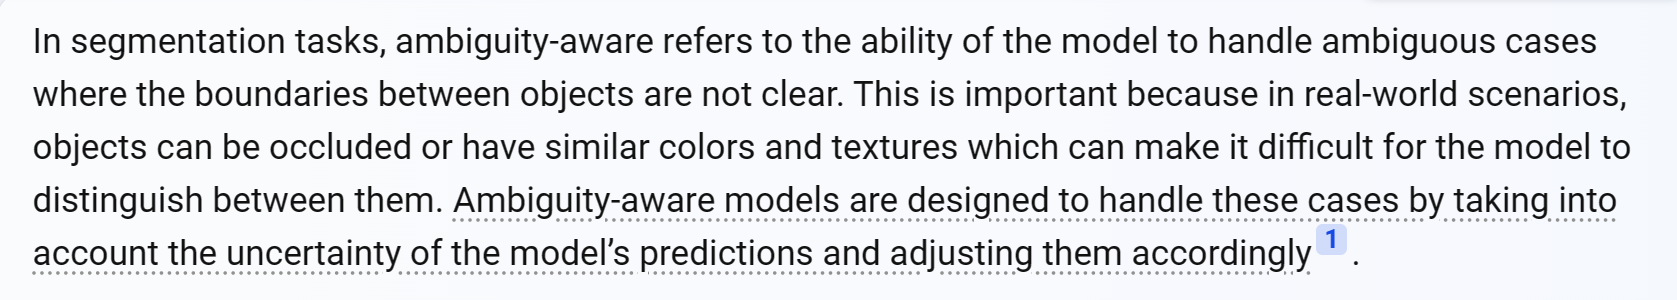 In segmentation tasks, ambiguity-aware refers to the ability of the model to handle ambiguous cases
where the boundaries between objects are not clear. This is important because in real-world scenarios,
objects can be occluded or have similar colors and textures which can make it difficult for the model to
distinguish between them. Ambiguity-aware models are designed to handle these cases by taking into
account the uncertainty of the model’s predictions and adjusting them accordingly 1 .